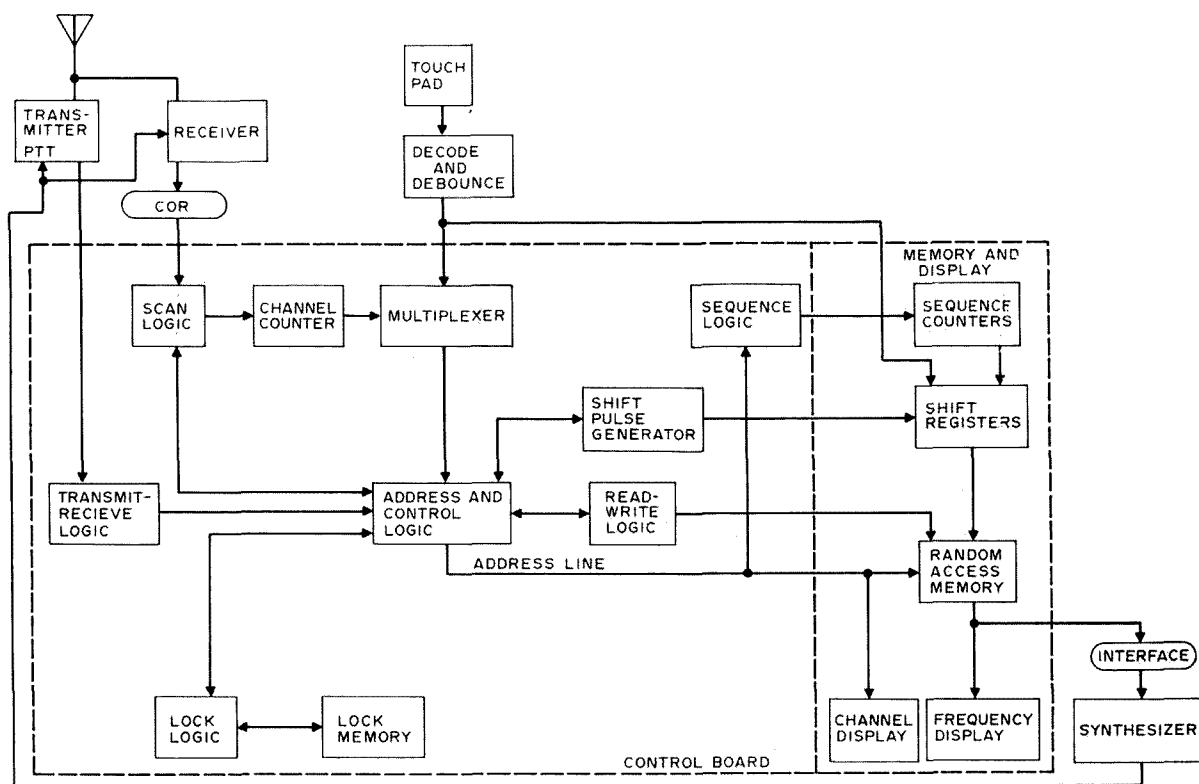 TOUCH
PAD
TRANS-
MITTER
PTT
RECEIVER
DECODE
AND
DEBOUNCE
COR
MEMORY AND
DISPLAY
SCAN
LOGIC
CHANNEL
COUNTER
MULTIPLEXER
SEQUENCE
LOGIC
SEQUENCE
COUNTERS
SHIFT
PULSE
GENERATOR
SHIFT
REGISTERS
TRANSMIT-
RECIEVE
LOGIC
ADDRESS AND
CONTROL
LOGIC
READ-
WRITE
LOGIC
ADDRESS LINE
RANDOM
ACCESS
MEMORY
INTERFACE
LOCK
LOGIC
LOCK
MEMORY
CHANNEL
DISPLAY
FREQUENCY
DISPLAY
SYNTHESIZER
CONTROL BOARD